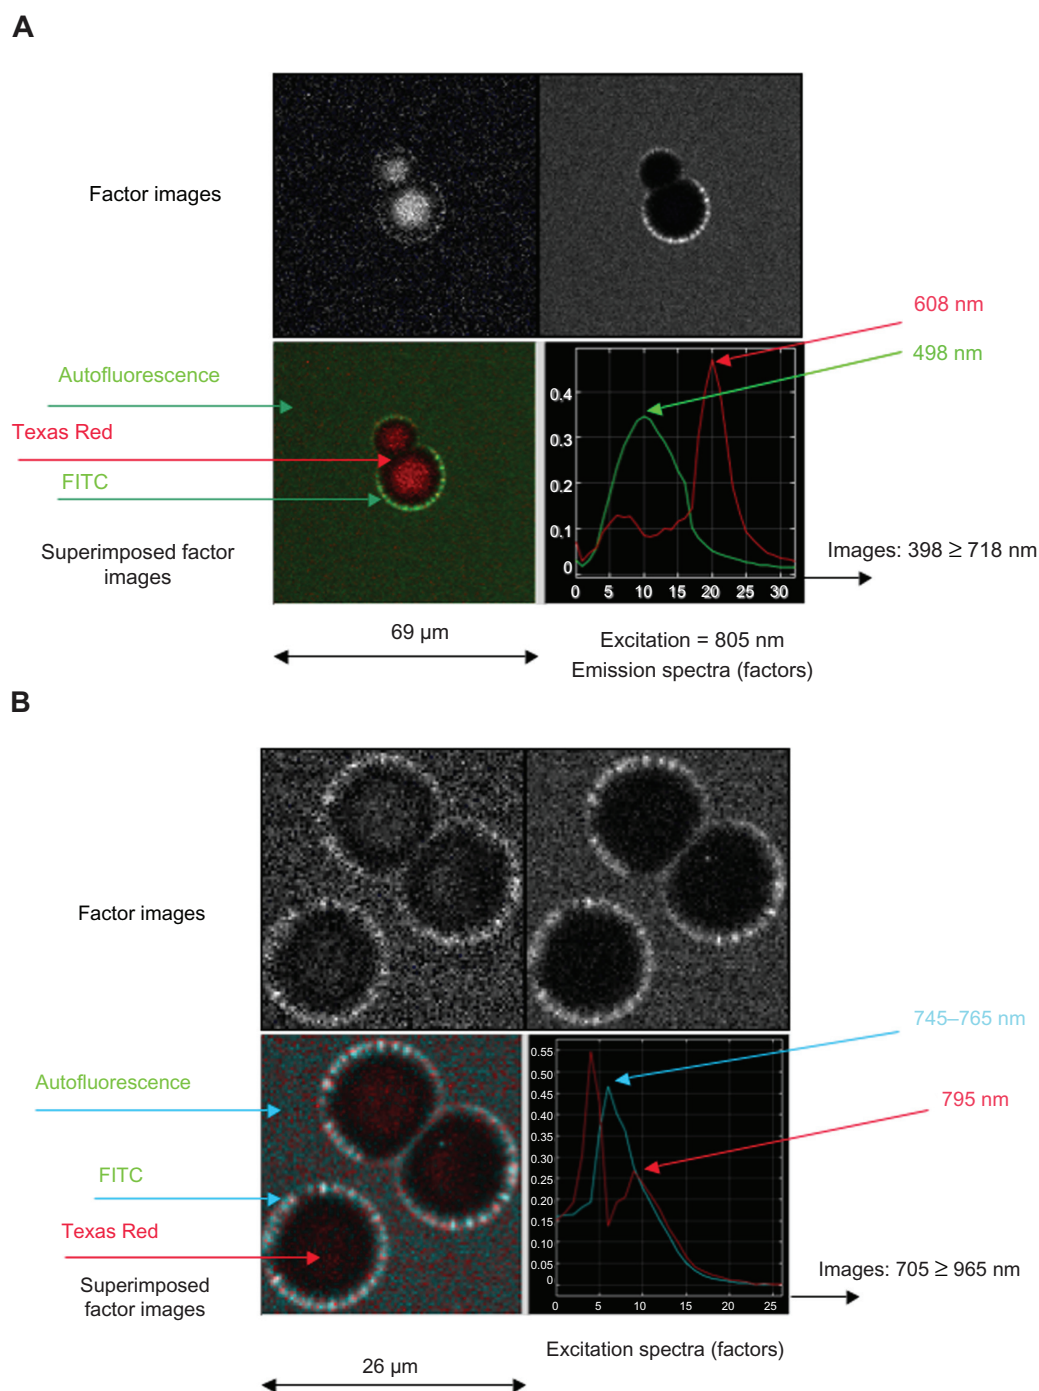 A
Factor images
608 nm
498 nm
Autofluorescence
Texas Red
FITC
Superimposed factor
images
0.4
0.3
0.2
0.1
0
0 5 10 15 20 25 30
Images: 398 ≥ 718 nm
69 µm
Excitation = 805 nm
Emission spectra (factors)
B
Factor images
745–765 nm
795 nm
Autofluorescence
FITC
Texas Red
Superimposed
factor images
0.55
0.50
0.45
0.40
0.35
0.30
0.25
0.20
0.15
0.10
0.05
0
0 5 10 15 20 25
Images: 705 ≥ 965 nm
Excitation spectra (factors)
26 µm